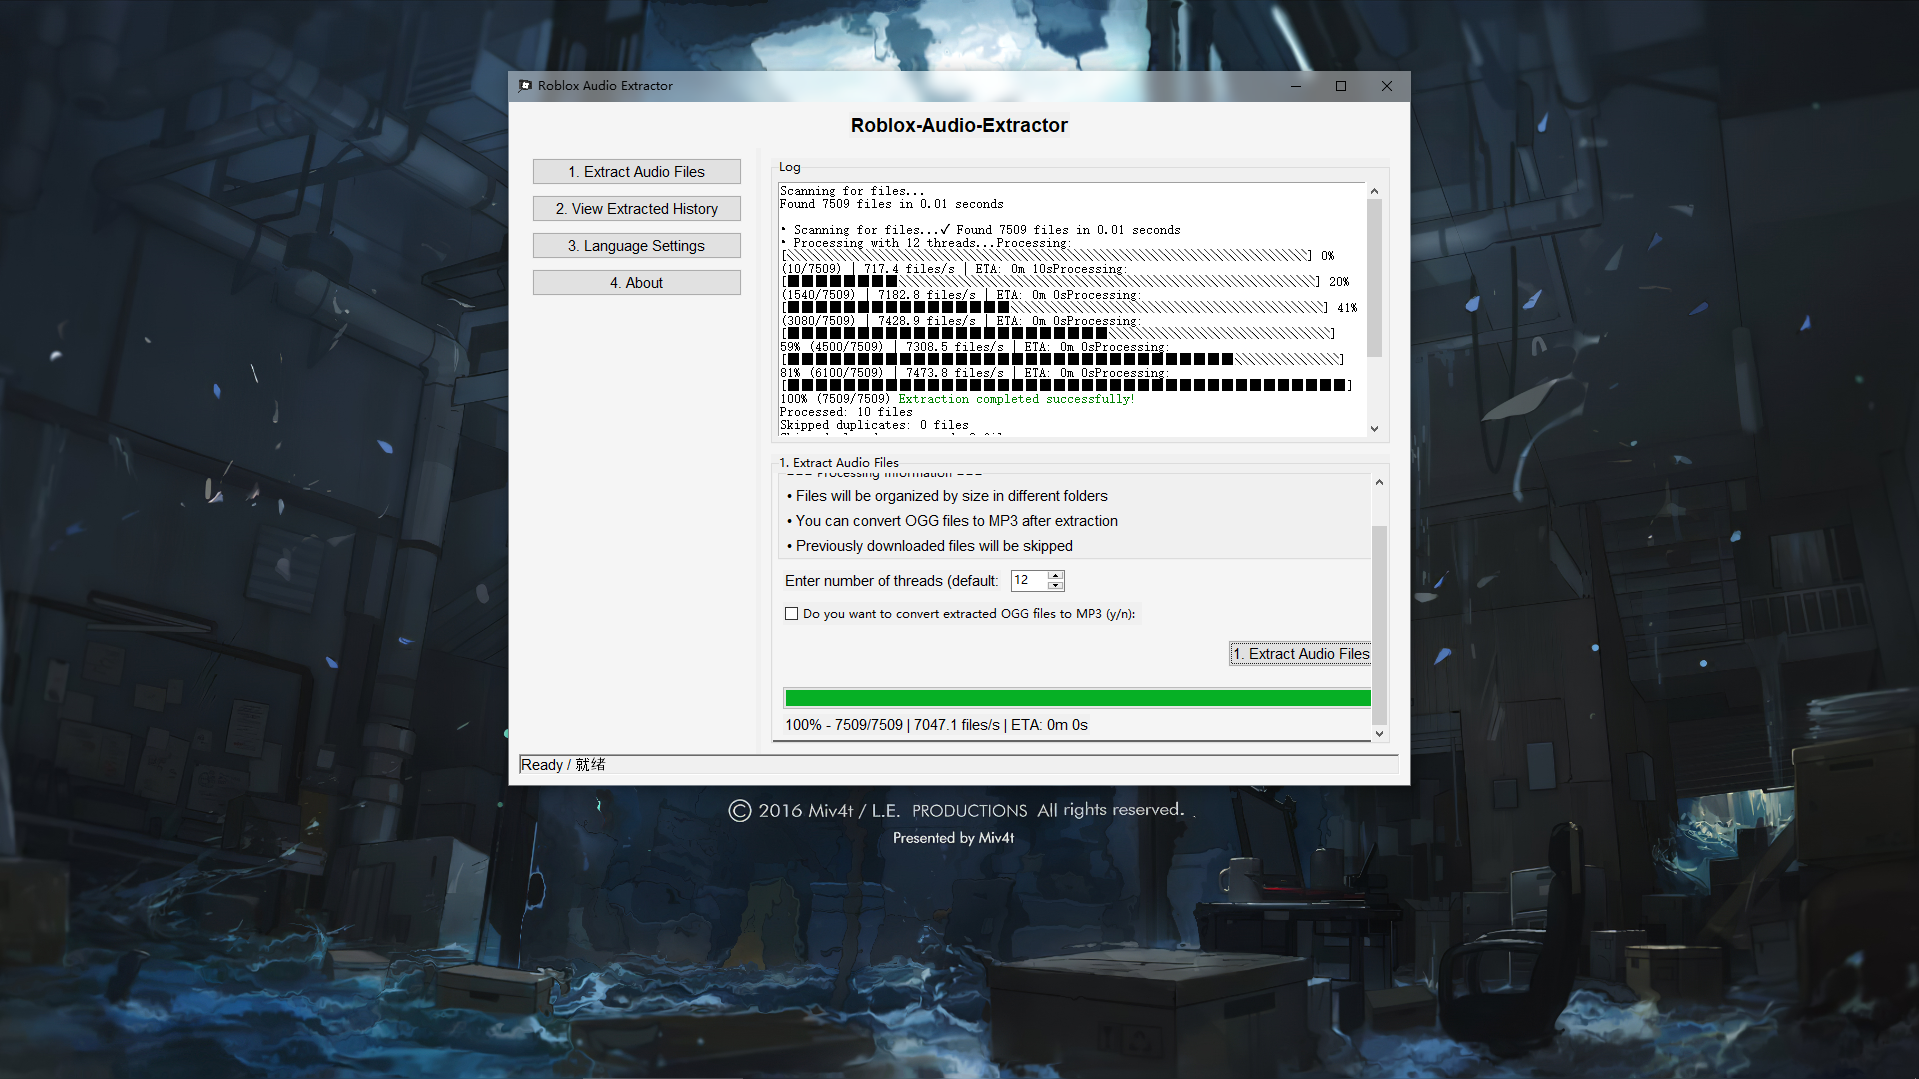 Roblox Audio Extractor
Roblox-Audio-Extractor
1. Extract Audio Files
2. View Extracted History
3. Language Settings
4. About
Log
Scanning for files...
Found 7509 files in 0.01 seconds
• Scanning for files...✓ Found 7509 files in 0.01 seconds
• Processing with 12 threads...Processing:
[] 0%
(10/7509) | 717.4 files/s | ETA: 0m 10sProcessing:
[] 20%
(1540/7509) | 7182.8 files/s | ETA: 0m 0sProcessing:
[] 41%
(3080/7509) | 7428.9 files/s | ETA: 0m 0sProcessing:
[]
59% (4500/7509) | 7308.5 files/s | ETA: 0m 0sProcessing:
[]
81% (6100/7509) | 7473.8 files/s | ETA: 0m 0sProcessing:
[]
100% (7509/7509) Extraction completed successfully!
Processed: 10 files
Skipped duplicates: 0 files
1. Extract Audio Files
Processing Information
• Files will be organized by size in different folders
• You can convert OGG files to MP3 after extraction
• Previously downloaded files will be skipped
Enter number of threads (default: 12
Do you want to convert extracted OGG files to MP3 (y/n):
1. Extract Audio Files
100% - 7509/7509 | 7047.1 files/s | ETA: 0m 0s
Ready / 就绪
© 2016 Miv4t / L.E. PRODUCTIONS All rights reserved.
Presented by Miv4t